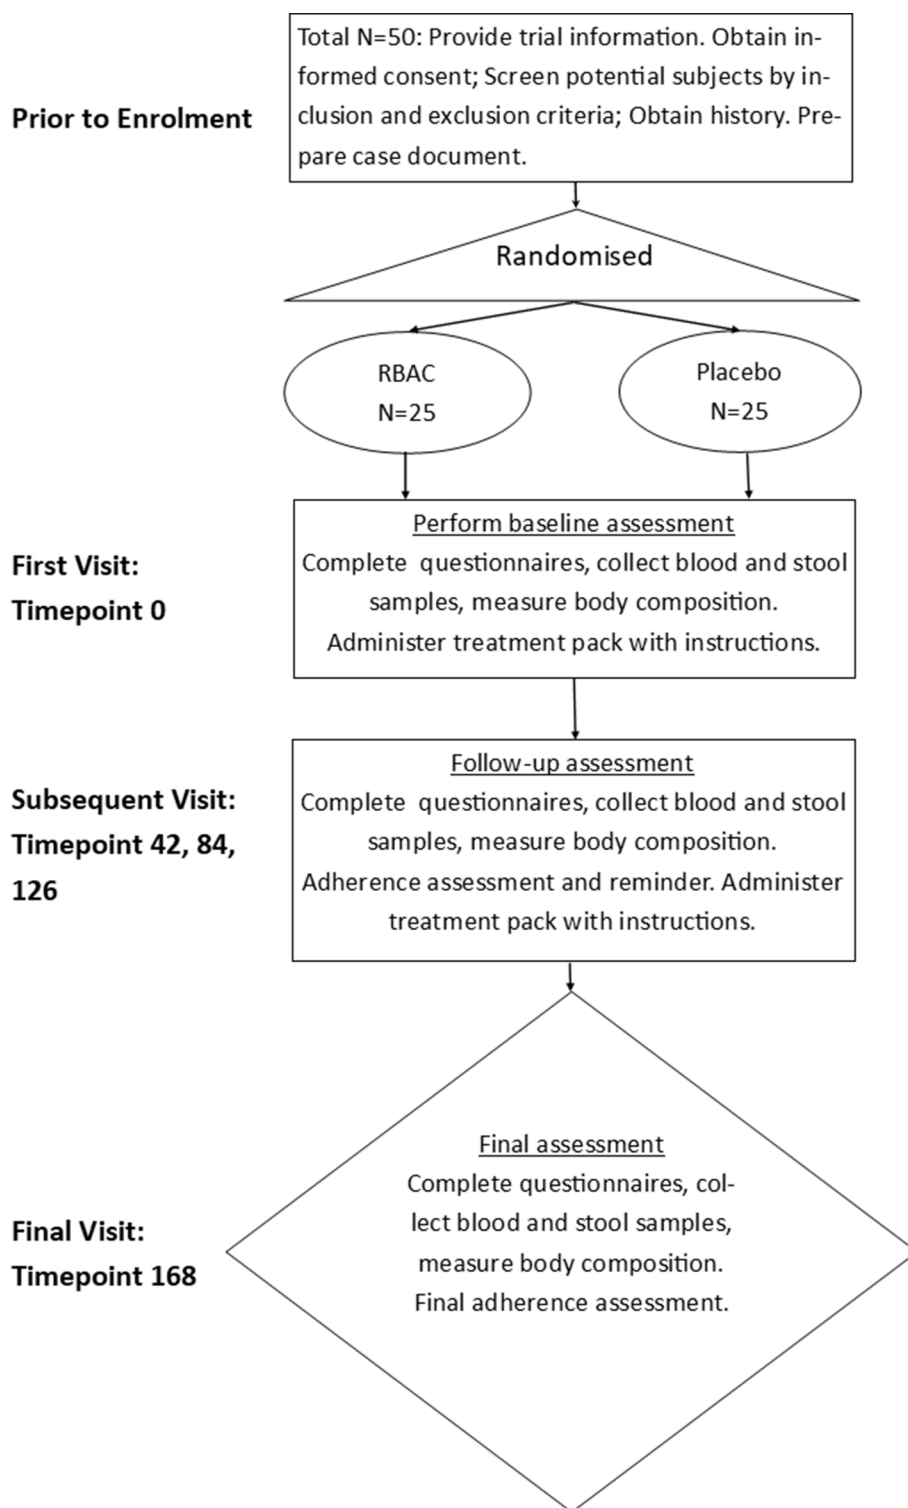 Total N=50: Provide trial information. Obtain in-
formed consent; Screen potential subjects by in-
clusion and exclusion criteria; Obtain history. Pre-
pare case document.
Prior to Enrolment
Randomised
RBAC
N=25
Placebo
N=25
First Visit:
Timepoint 0
Perform baseline assessment
Complete questionnaires, collect blood and stool
samples, measure body composition.
Administer treatment pack with instructions.
Subsequent Visit:
Timepoint 42, 84,
126
Follow-up assessment
Complete questionnaires, collect blood and stool
samples, measure body composition.
Adherence assessment and reminder. Administer
treatment pack with instructions.
Final Visit:
Timepoint 168
Final assessment
Complete questionnaires, col-
lect blood and stool samples,
measure body composition.
Final adherence assessment.